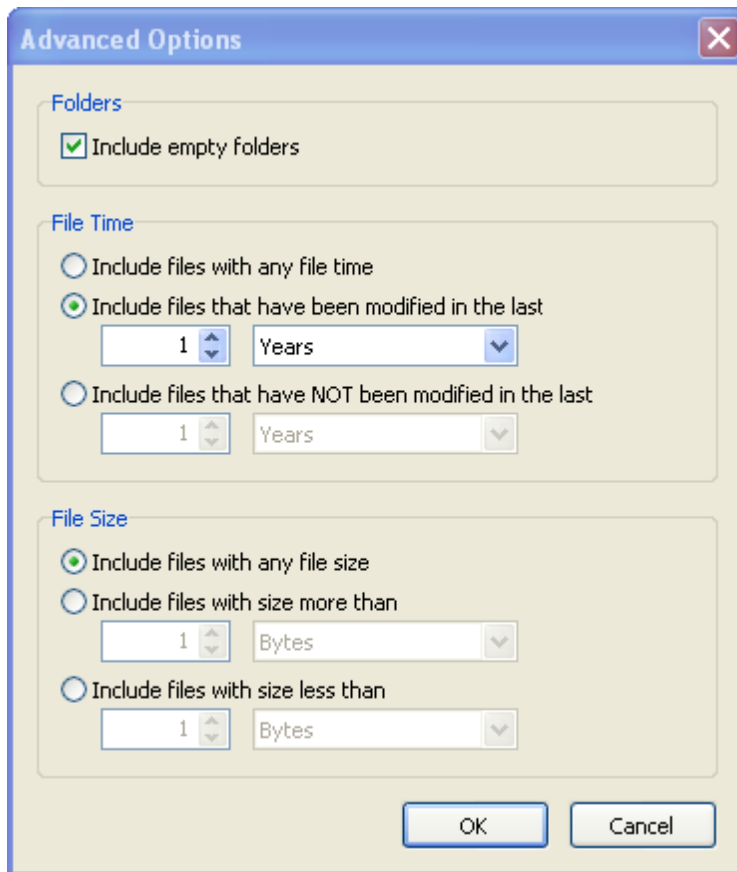 Advanced Options
Folders
Include empty folders
File Time
Include files with any file time
Include files that have been modified in the last
1 Years
Include files that have NOT been modified in the last
1 Years
File Size
Include files with any file size
Include files with size more than
1 Bytes
Include files with size less than
1 Bytes
OK Cancel